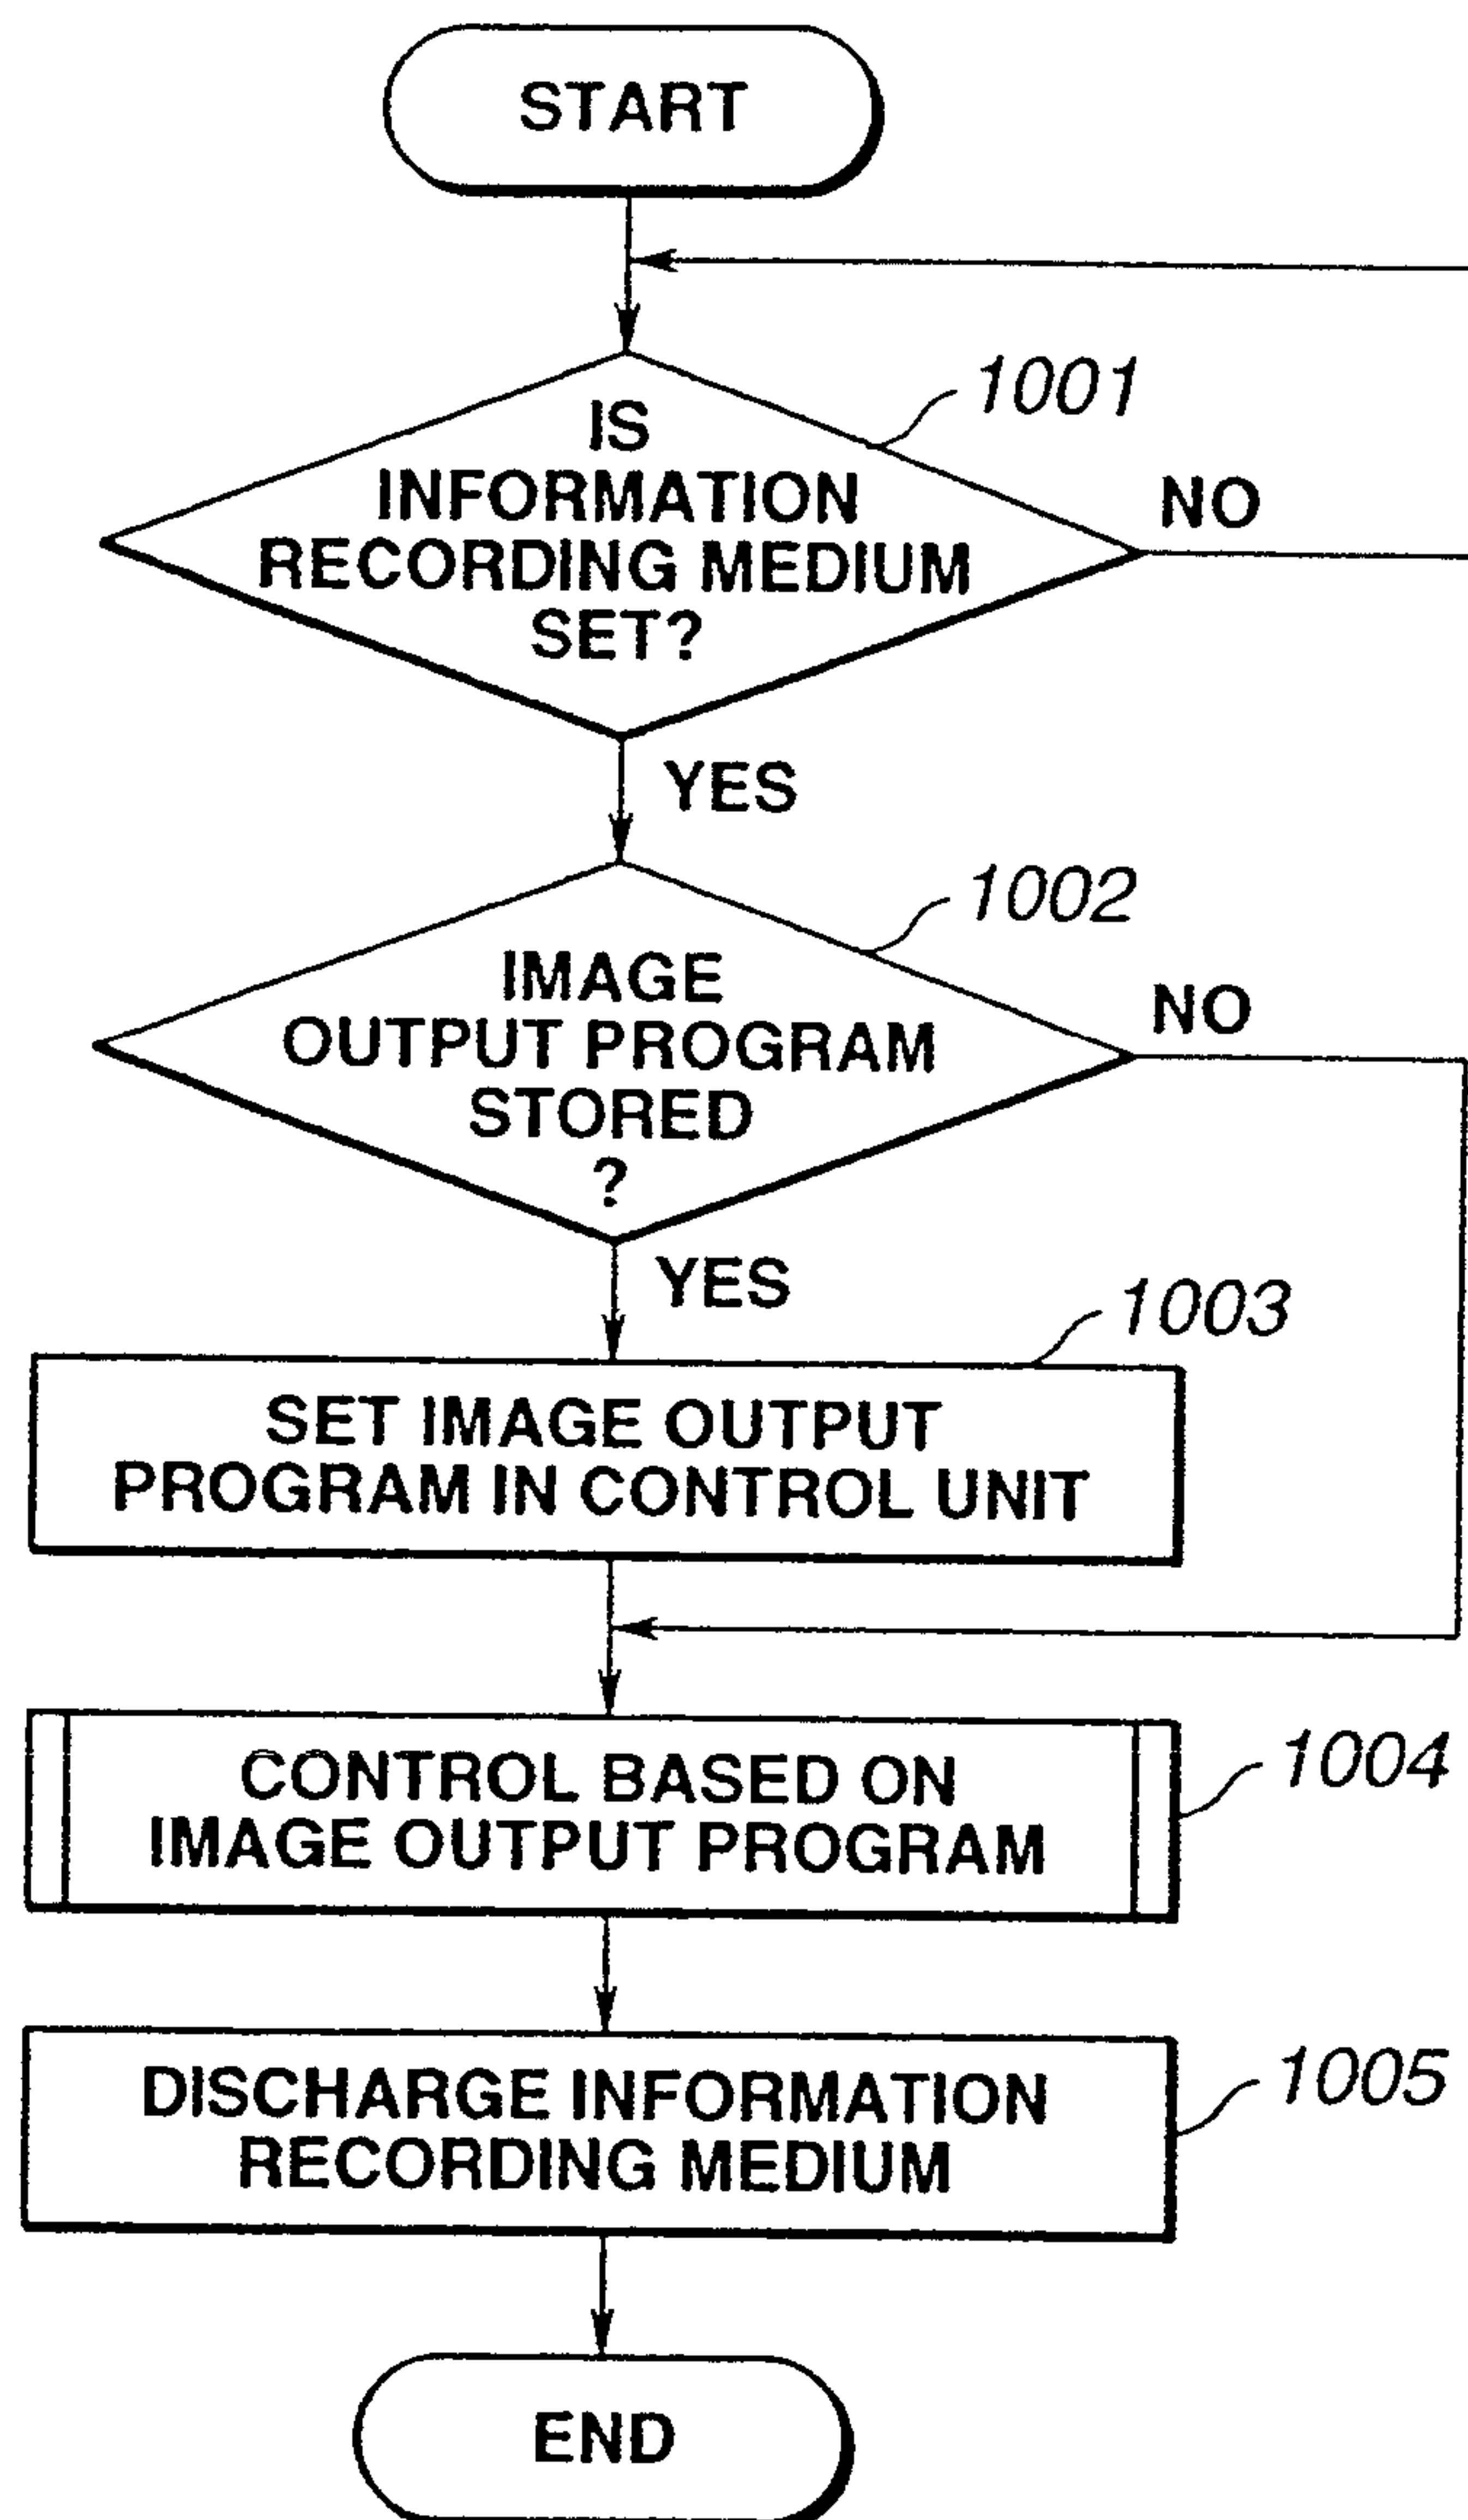 START
1001
IS
INFORMATION
RECORDING MEDIUM
SET?
NO
YES
1002
IMAGE
OUTPUT PROGRAM
STORED
?
NO
YES
1003
SET IMAGE OUTPUT
PROGRAM IN CONTROL UNIT
CONTROL BASED ON
IMAGE OUTPUT PROGRAM
1004
DISCHARGE INFORMATION
RECORDING MEDIUM
1005
END